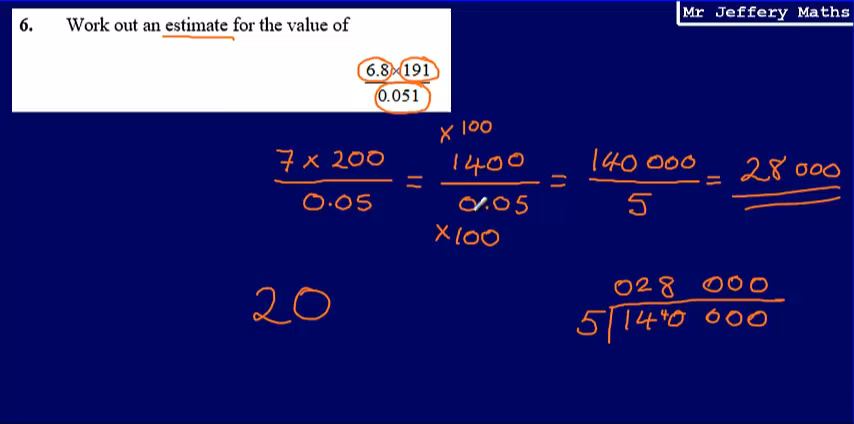 Mr Jeffery Maths
6. Work out an estimate for the value of
6.8×191
0.051
× 100
7 × 200 / 0.05 = 1400 / 0.05 = 140 000 / 5 = 28 000
×100
20
028 000
5 | 14⁴0 000